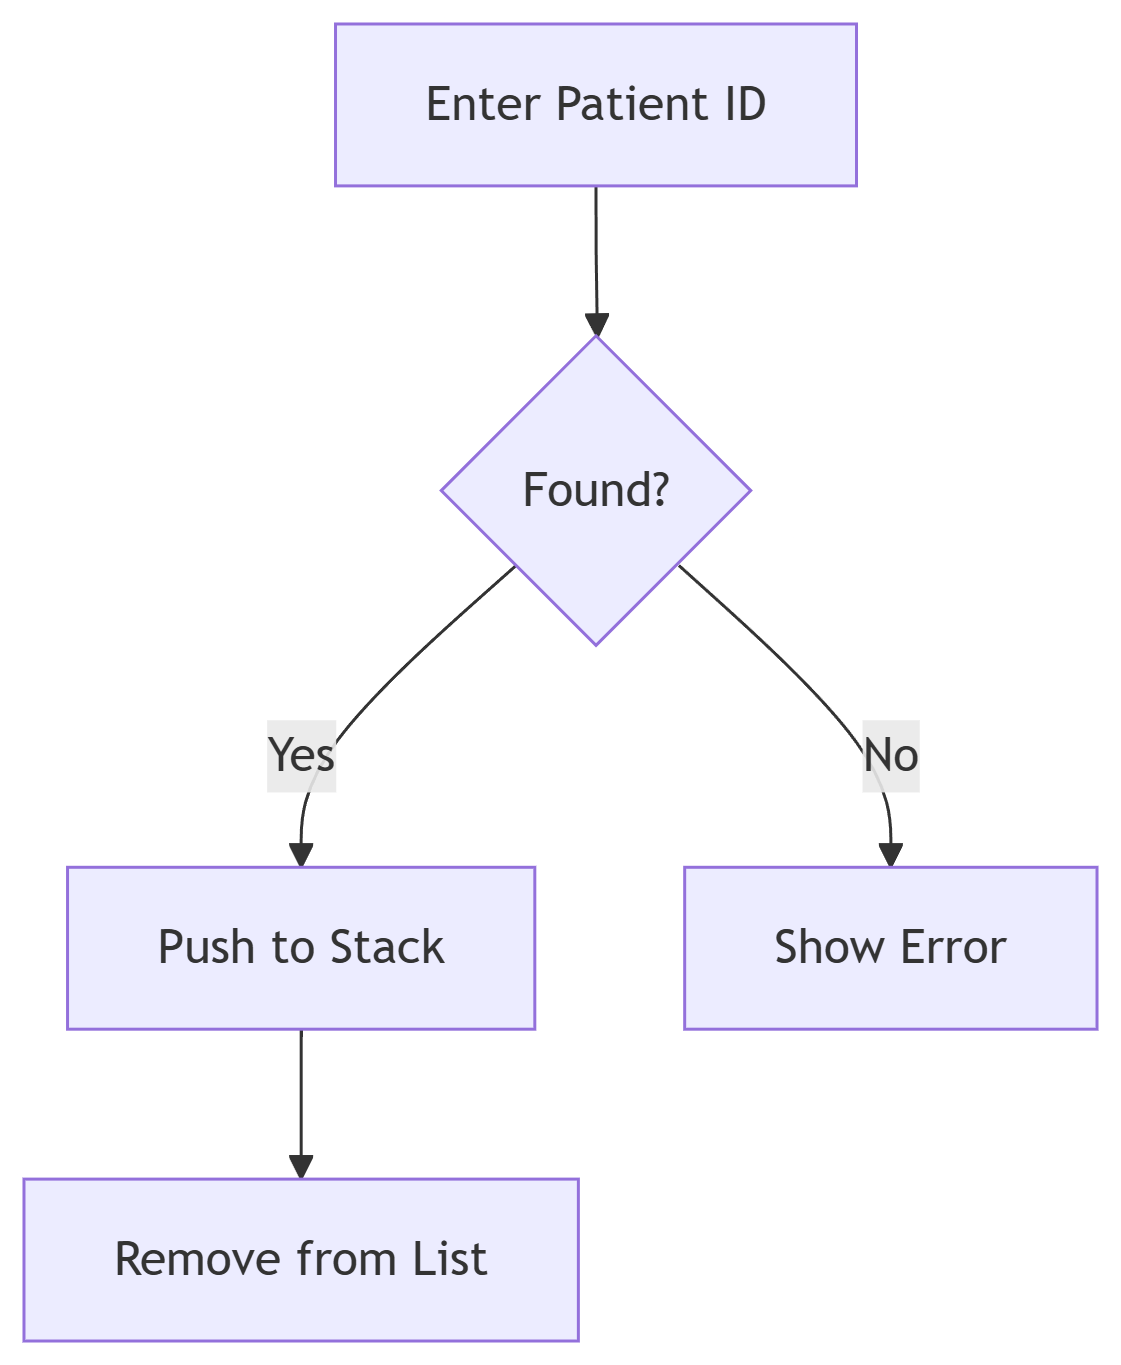 Enter Patient ID
Found?
Yes
No
Push to Stack
Show Error
Remove from List